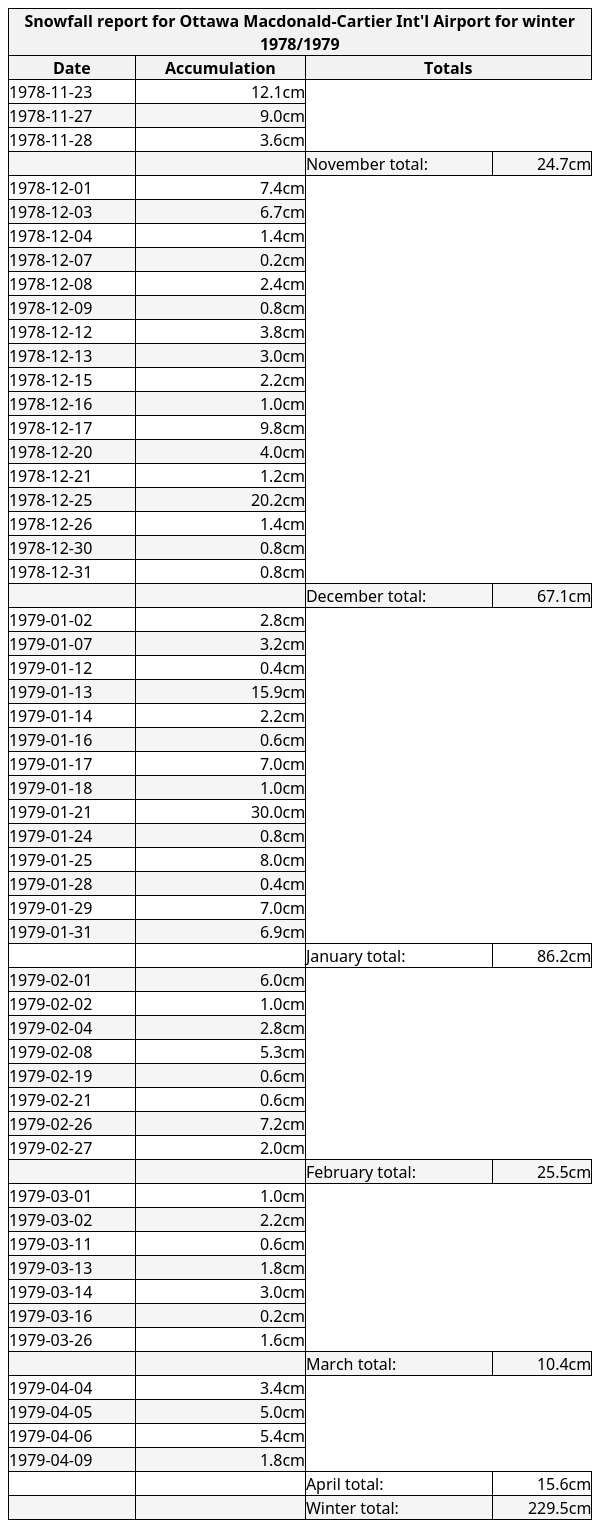 Snowfall report for Ottawa Macdonald-Cartier Int'l Airport for winter
1978/1979
Date Accumulation Totals
1978-11-23 12.1cm
1978-11-27 9.0cm
1978-11-28 3.6cm
November total: 24.7cm
1978-12-01 7.4cm
1978-12-03 6.7cm
1978-12-04 1.4cm
1978-12-07 0.2cm
1978-12-08 2.4cm
1978-12-09 0.8cm
1978-12-12 3.8cm
1978-12-13 3.0cm
1978-12-15 2.2cm
1978-12-16 1.0cm
1978-12-17 9.8cm
1978-12-20 4.0cm
1978-12-21 1.2cm
1978-12-25 20.2cm
1978-12-26 1.4cm
1978-12-30 0.8cm
1978-12-31 0.8cm
December total: 67.1cm
1979-01-02 2.8cm
1979-01-07 3.2cm
1979-01-12 0.4cm
1979-01-13 15.9cm
1979-01-14 2.2cm
1979-01-16 0.6cm
1979-01-17 7.0cm
1979-01-18 1.0cm
1979-01-21 30.0cm
1979-01-24 0.8cm
1979-01-25 8.0cm
1979-01-28 0.4cm
1979-01-29 7.0cm
1979-01-31 6.9cm
January total: 86.2cm
1979-02-01 6.0cm
1979-02-02 1.0cm
1979-02-04 2.8cm
1979-02-08 5.3cm
1979-02-19 0.6cm
1979-02-21 0.6cm
1979-02-26 7.2cm
1979-02-27 2.0cm
February total: 25.5cm
1979-03-01 1.0cm
1979-03-02 2.2cm
1979-03-11 0.6cm
1979-03-13 1.8cm
1979-03-14 3.0cm
1979-03-16 0.2cm
1979-03-26 1.6cm
March total: 10.4cm
1979-04-04 3.4cm
1979-04-05 5.0cm
1979-04-06 5.4cm
1979-04-09 1.8cm
April total: 15.6cm
Winter total: 229.5cm